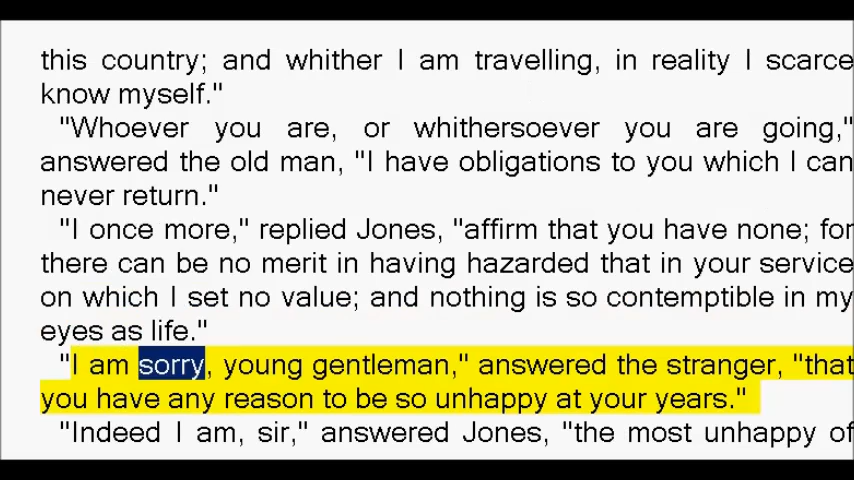 this country; and whither I am travelling, in reality I scarce
know myself."
"Whoever you are, or whithersoever you are going,"
answered the old man, "I have obligations to you which I can
never return."
"I once more," replied Jones, "affirm that you have none; for
there can be no merit in having hazarded that in your service
on which I set no value; and nothing is so contemptible in my
eyes as life."
"I am sorry, young gentleman," answered the stranger, "that
you have any reason to be so unhappy at your years."
"Indeed I am, sir," answered Jones, "the most unhappy of